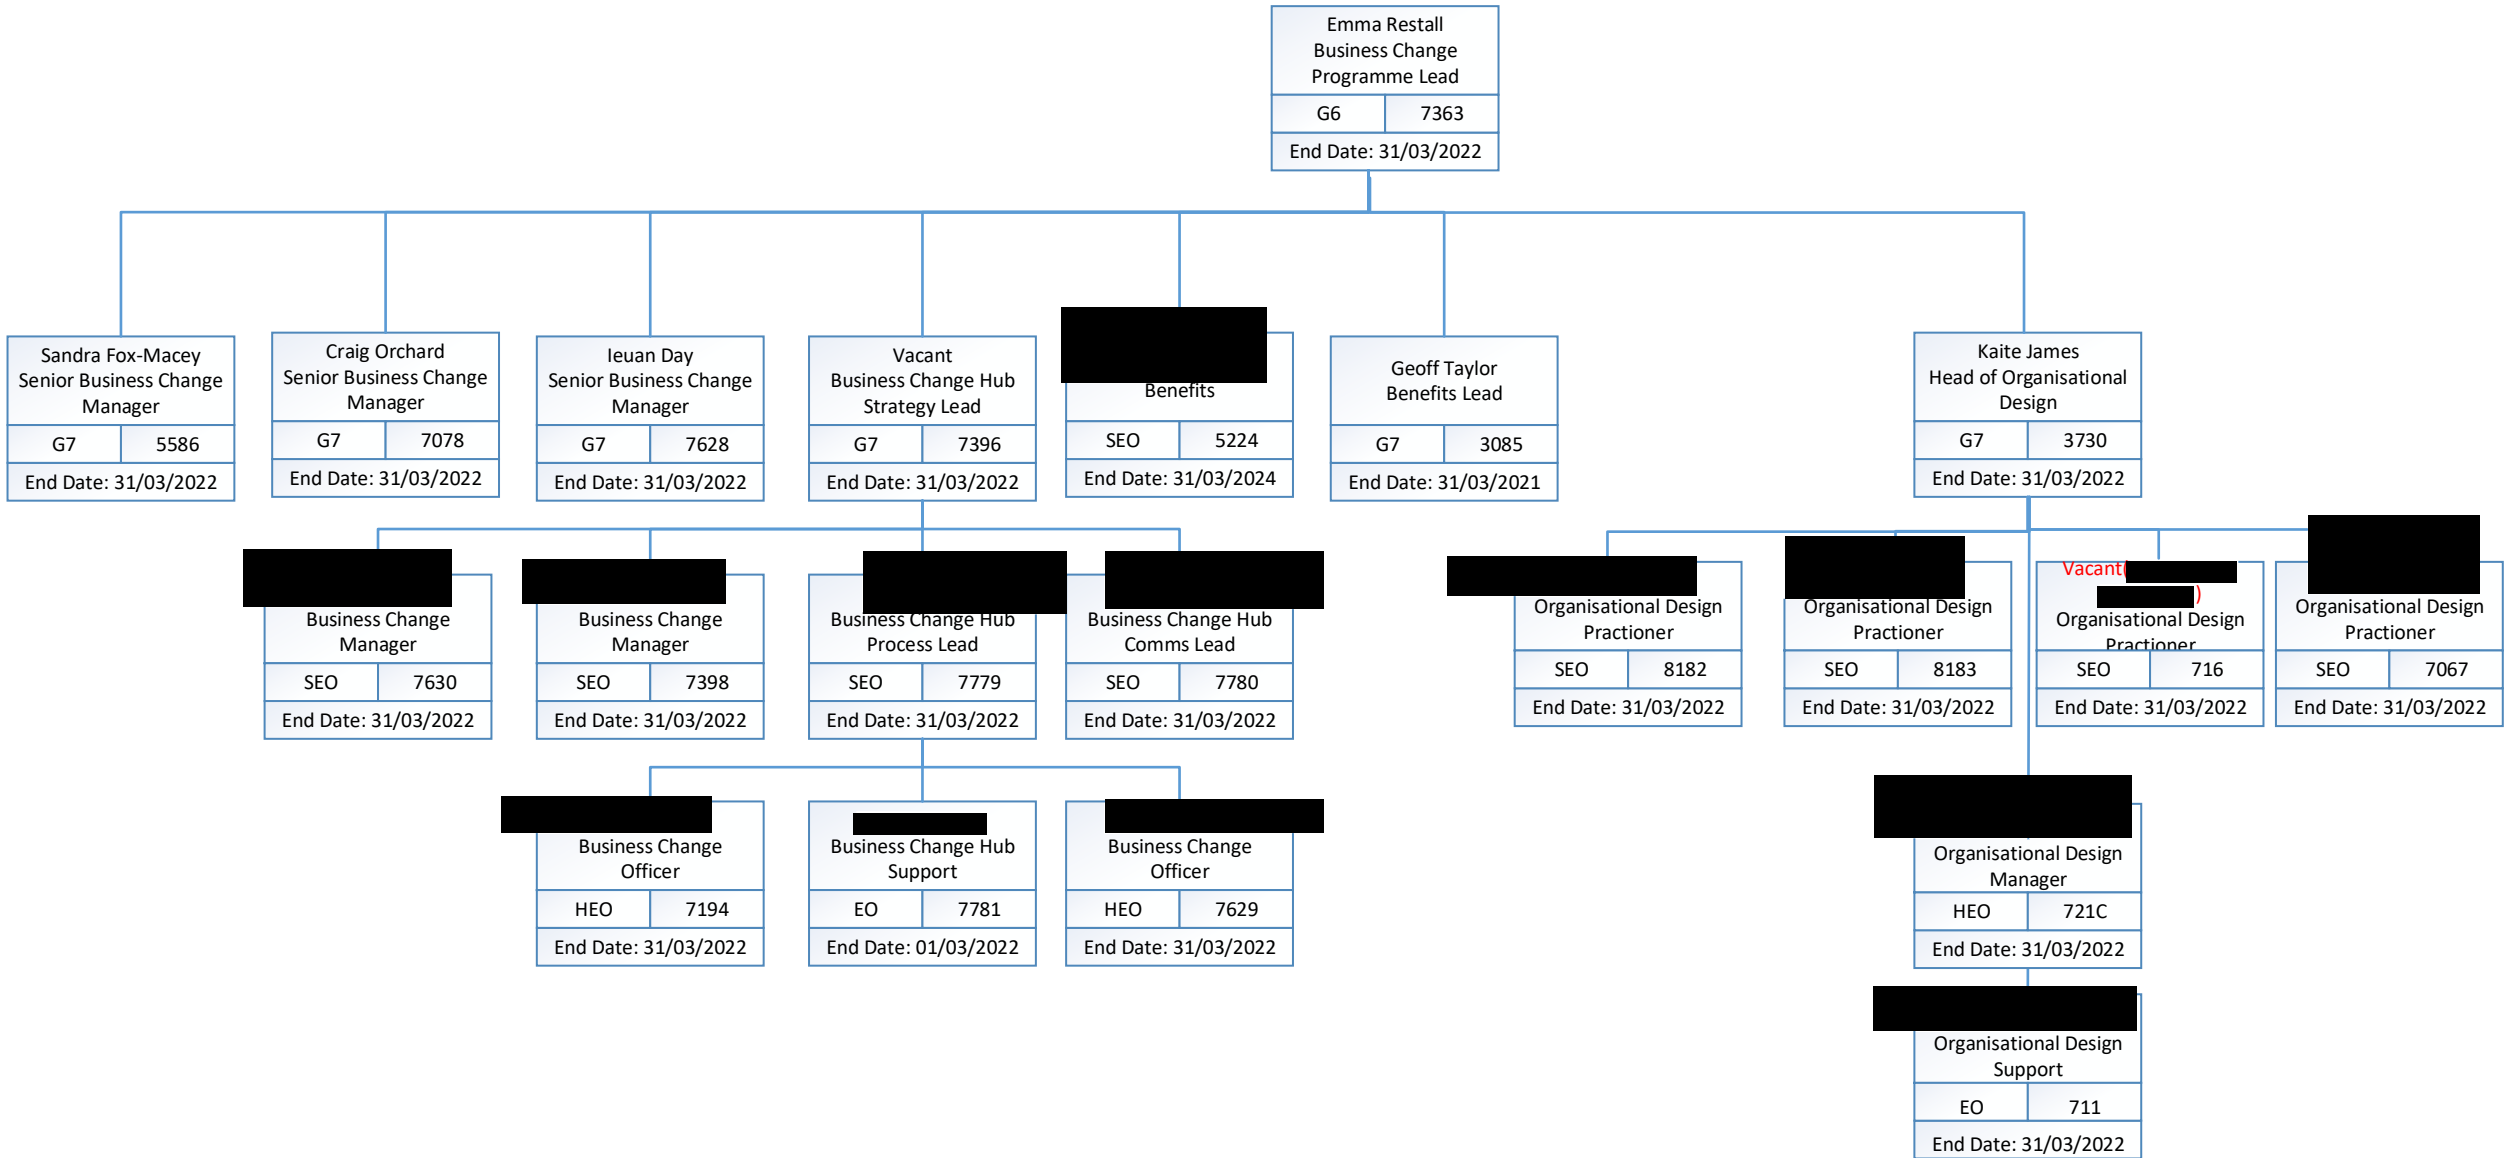 Emma Restall
Business Change
Programme Lead
G6 7363
End Date: 31/03/2022
Sandra Fox-Macey
Senior Business Change
Manager
G7 5586
End Date: 31/03/2022
Craig Orchard
Senior Business Change
Manager
G7 7078
End Date: 31/03/2022
Ieuan Day
Senior Business Change
Manager
G7 7628
End Date: 31/03/2022
Vacant
Business Change Hub
Strategy Lead
G7 7396
End Date: 31/03/2022
Benefits
SEO 5224
End Date: 31/03/2024
Geoff Taylor
Benefits Lead
G7 3085
End Date: 31/03/2021
Kaite James
Head of Organisational
Design
G7 3730
End Date: 31/03/2022
Business Change
Manager
SEO 7630
End Date: 31/03/2022
Business Change
Manager
SEO 7398
End Date: 31/03/2022
Business Change Hub
Process Lead
SEO 7779
End Date: 31/03/2022
Business Change Hub
Comms Lead
SEO 7780
End Date: 31/03/2022
Organisational Design
Practioner
SEO 8182
End Date: 31/03/2022
Organisational Design
Practioner
SEO 8183
End Date: 31/03/2022
Vacant(
)
Organisational Design
Practioner
SEO 716
End Date: 31/03/2022
Organisational Design
Practioner
SEO 7067
End Date: 31/03/2022
Business Change
Officer
HEO 7194
End Date: 31/03/2022
Business Change Hub
Support
EO 7781
End Date: 01/03/2022
Business Change
Officer
HEO 7629
End Date: 31/03/2022
Organisational Design
Manager
HEO 721C
End Date: 31/03/2022
Organisational Design
Support
EO 711
End Date: 31/03/2022